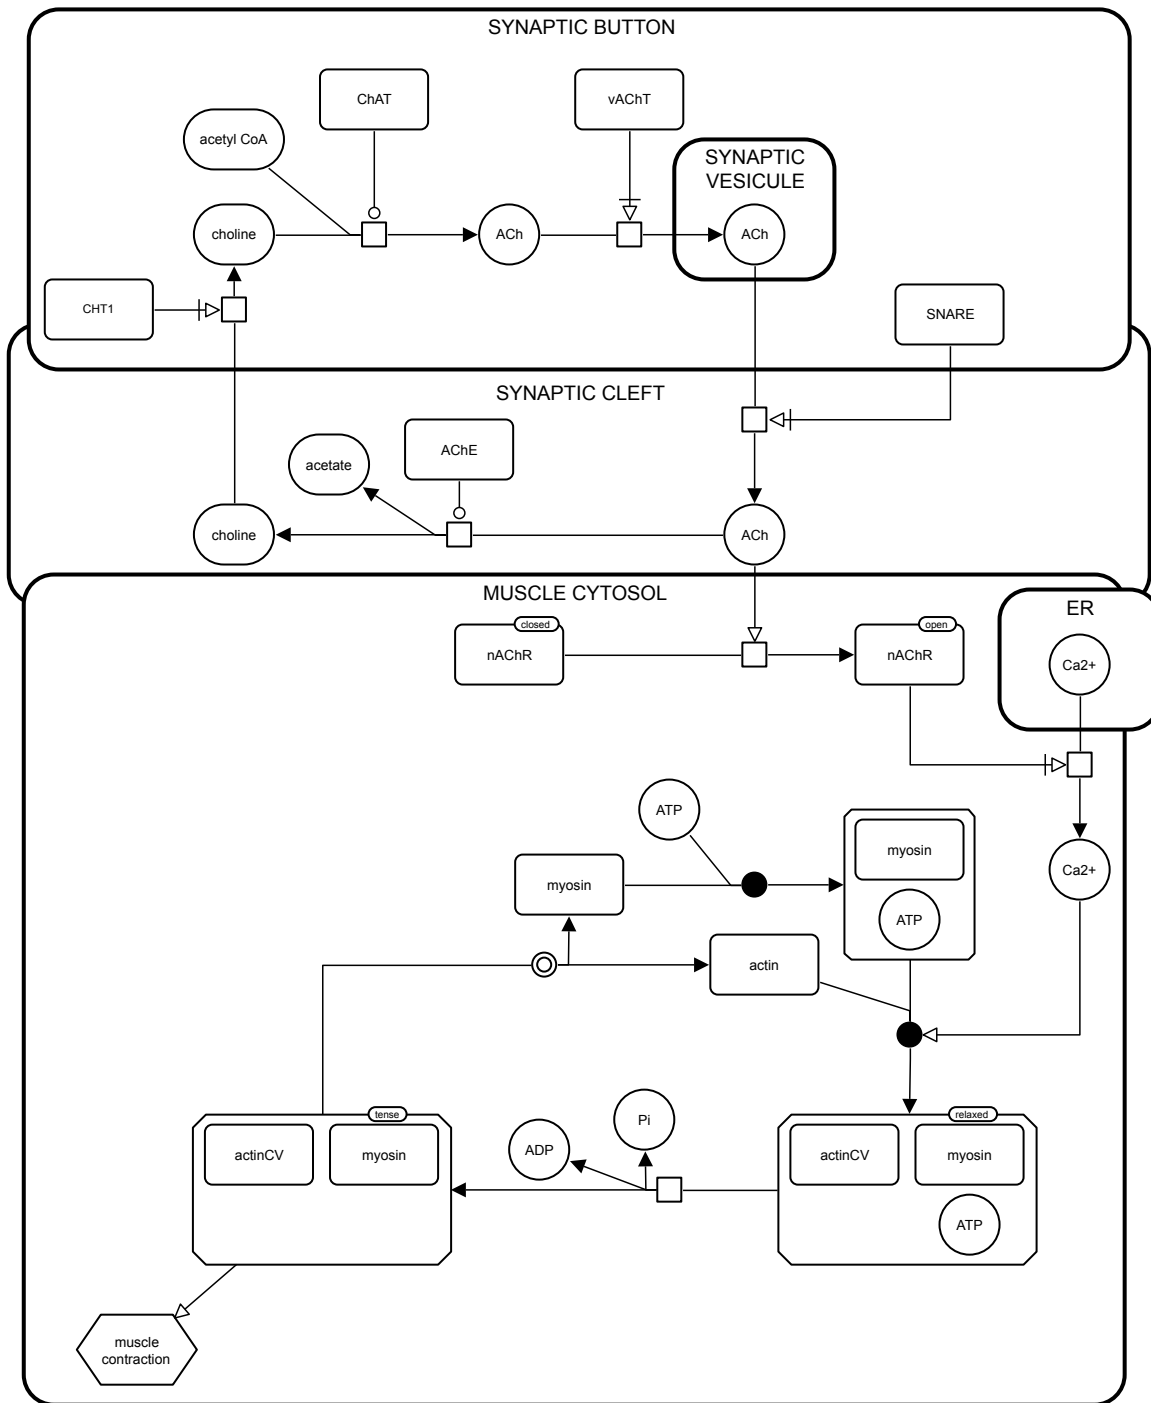 SYNAPTIC BUTTON
ChAT
vAChT
acetyl CoA
SYNAPTIC
VESICULE
choline
ACh
ACh
CHT1
SNARE
SYNAPTIC CLEFT
AChE
acetate
choline
ACh
MUSCLE CYTOSOL
ER
closed
nAChR
open
nAChR
Ca2+
ATP
myosin
myosin
Ca2+
ATP
actin
tense
actinCV
myosin
Pi
ADP
relaxed
actinCV
myosin
ATP
muscle
contraction